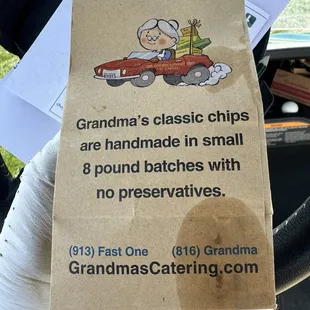 Grandma's classic chips
are handmade in small
8 pound batches with
no preservatives.
(913) Fast One (816) Grandma
GrandmasCatering.com